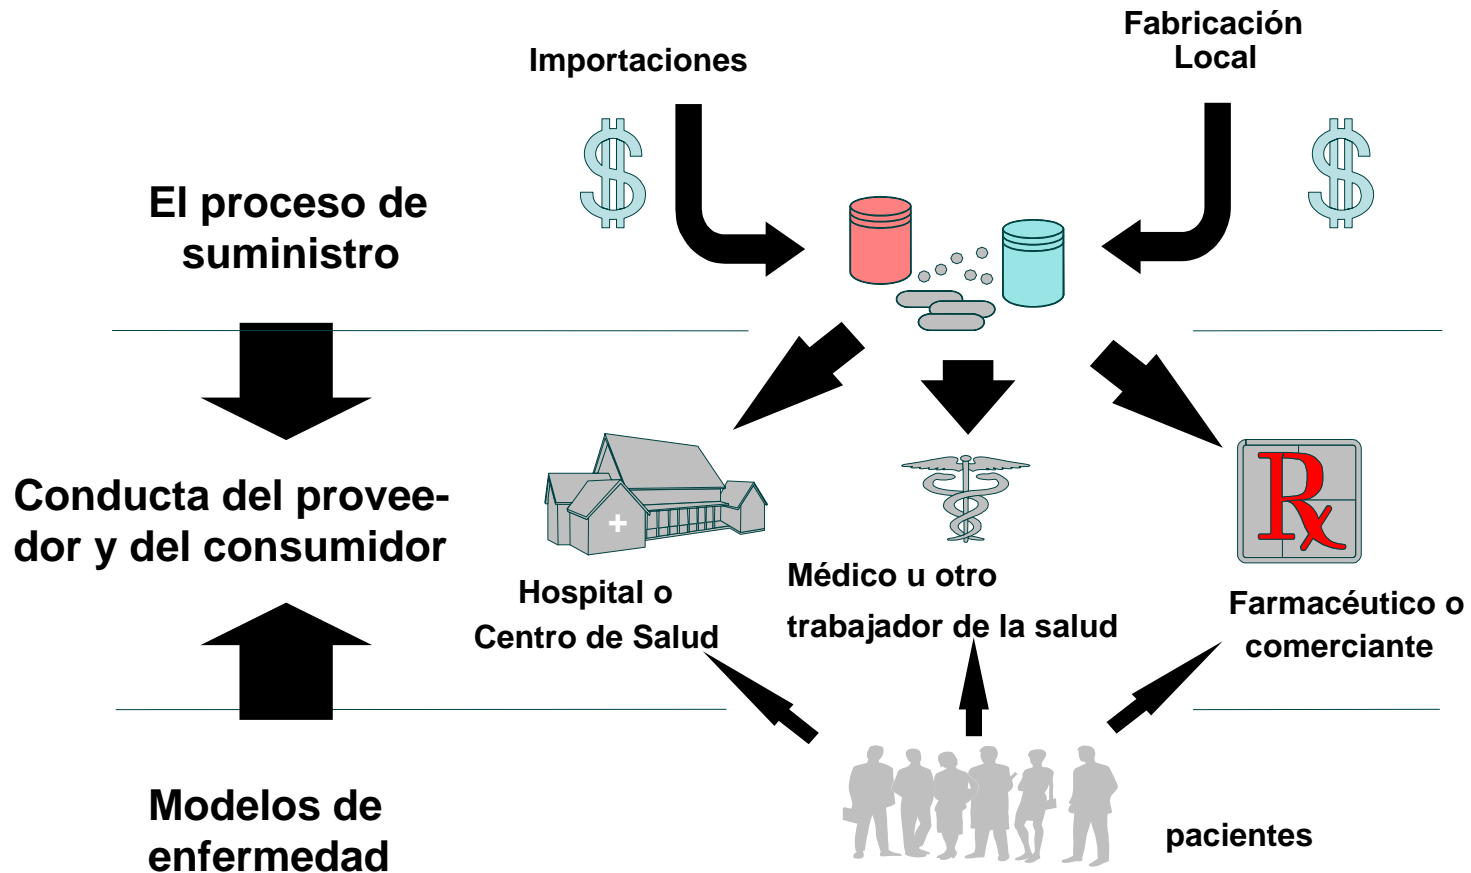 Fabricación
Local
Importaciones
El proceso de
suministro
Conducta del provee-
dor y del consumidor
Rx
Hospital o
Centro de Salud
Médico u otro
trabajador de la salud
Farmacéutico o
comerciante
Modelos de
enfermedad
pacientes